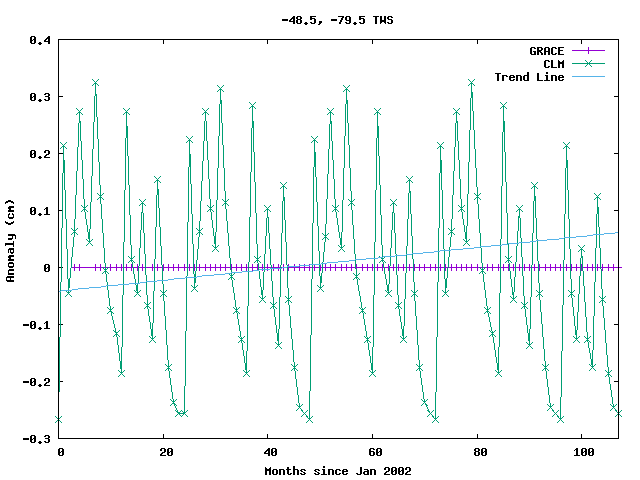 -48.5, -79.5 TWS
GRACE
CLM
Trend Line
0.4
0.3
0.2
0.1
0
-0.1
-0.2
-0.3
Anomaly (cm)
0 20 40 60 80 100
Months since Jan 2002